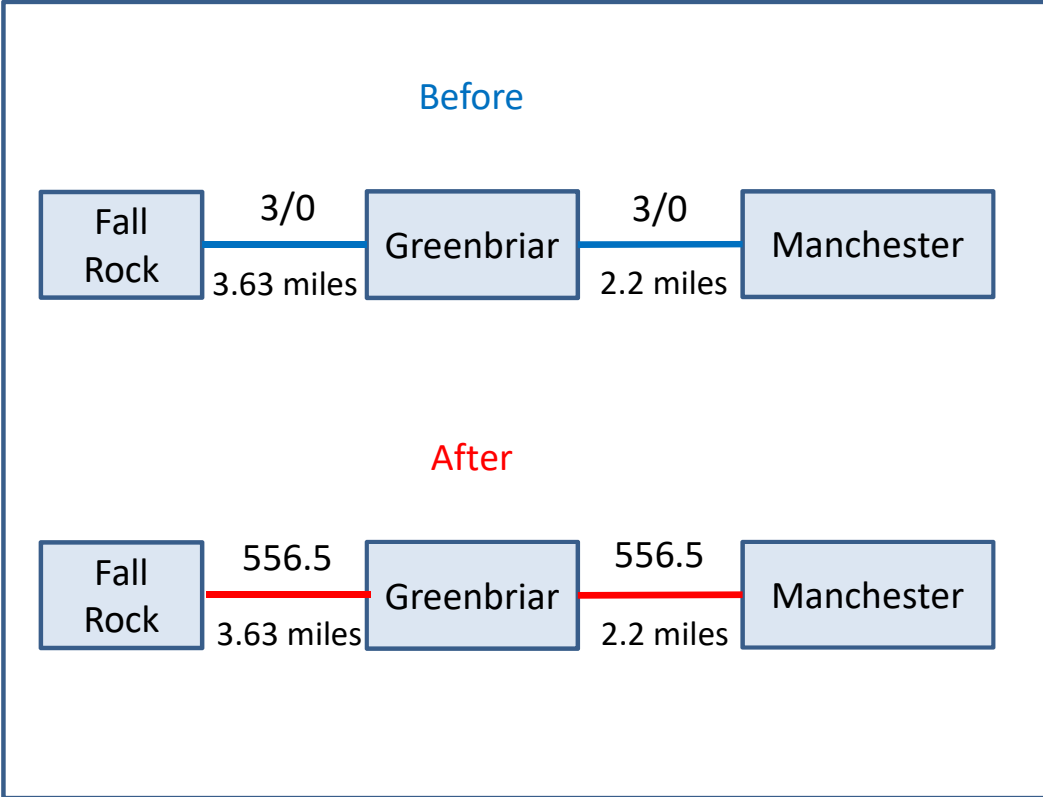 Before
Fall
Rock
3/0
3.63 miles
Greenbriar
3/0
2.2 miles
Manchester
After
Fall
Rock
556.5
3.63 miles
Greenbriar
556.5
2.2 miles
Manchester